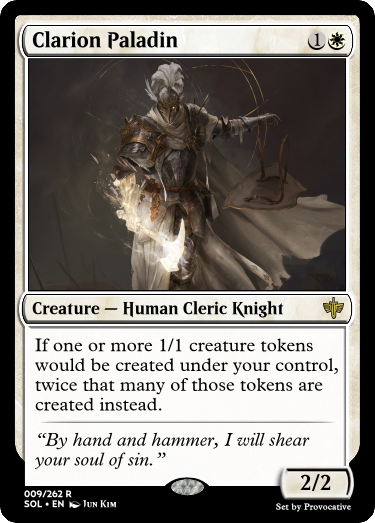 Clarion Paladin 1
Creature — Human Cleric Knight
If one or more 1/1 creature tokens
would be created under your control,
twice that many of those tokens are
created instead.
“By hand and hammer, I will shear
your soul of sin.”
2/2
009/262 R
SOL • EN Jun Kim
Set by Provocative